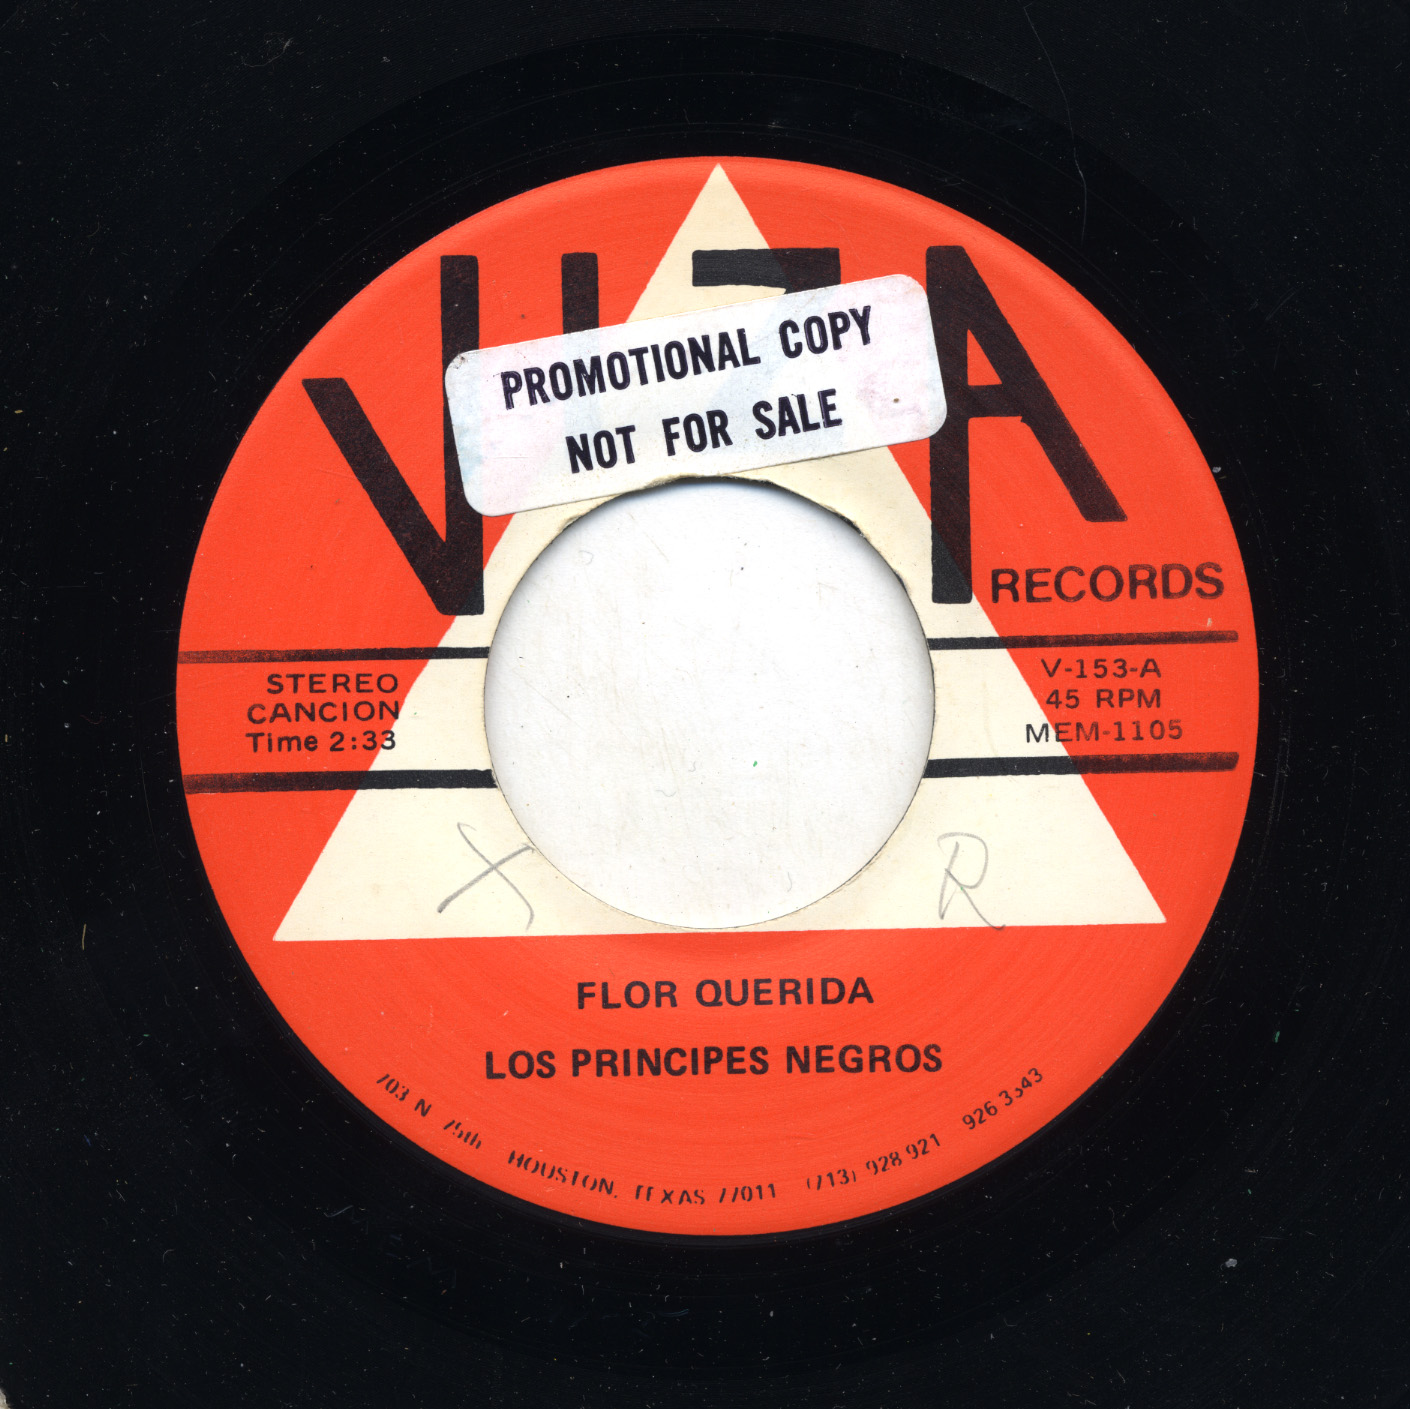 PROMOTIONAL COPY
NOT FOR SALE
RECORDS
STEREO
CANCION
Time 2:33
V-153-A
45 RPM
MEM-1105
X
R
FLOR QUERIDA
LOS PRINCIPES NEGROS
703 N 75th HOUSTON, TEXAS 77011 (713) 928 921 926 3343